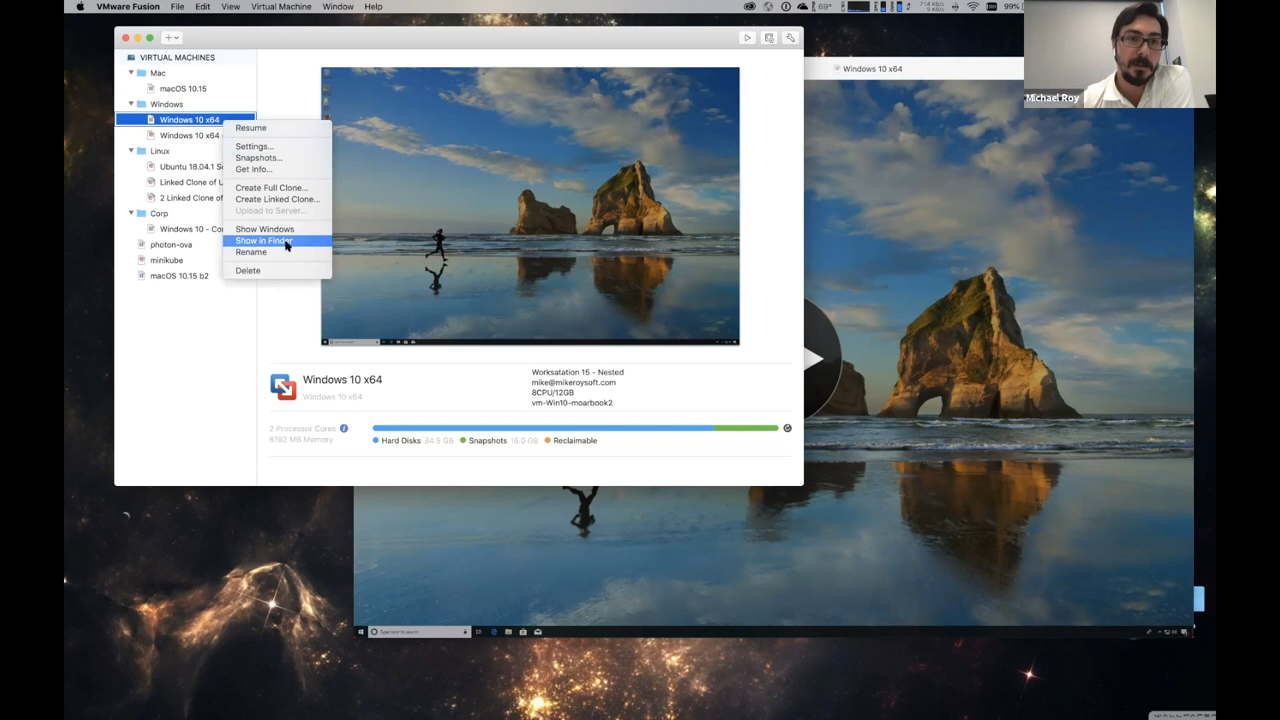 VMware Fusion File Edit View Virtual Machine Window Help
99%
VIRTUAL MACHINES
Mac
macOS 10.15
Windows
Windows 10 x64
Windows 10 x64
Linux
Ubuntu 18.04.1
Linked Clone of
2 Linked Clone of
Corp
Windows 10 -
photon-ova
minikube
macOS 10.15 b2
Resume
Settings...
Snapshots...
Get Info...
Create Full Clone...
Create Linked Clone...
Upload to Server...
Show Windows
Show in Finder
Rename
Delete
Windows 10 x64
Windows 10 x64
Worksatation 15 - Nested
mike@mikeroysoft.com
8CPU/12GB
vm-Win10-moarbook2
2 Processor Cores
8192 MB Memory
Hard Disks 84.5 GB Snapshots 16.0 GB Reclaimable
Windows 10 x64
Michael Roy
Type here to search